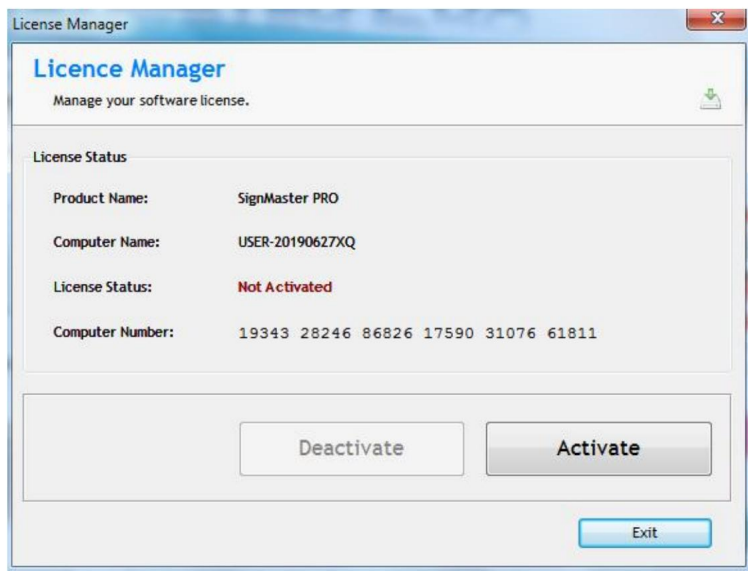 License Manager
Licence Manager
Manage your software license.
License Status
Product Name: SignMaster PRO
Computer Name: USER-20190627XQ
License Status: Not Activated
Computer Number: 19343 28246 86826 17590 31076 61811
Deactivate Activate
Exit